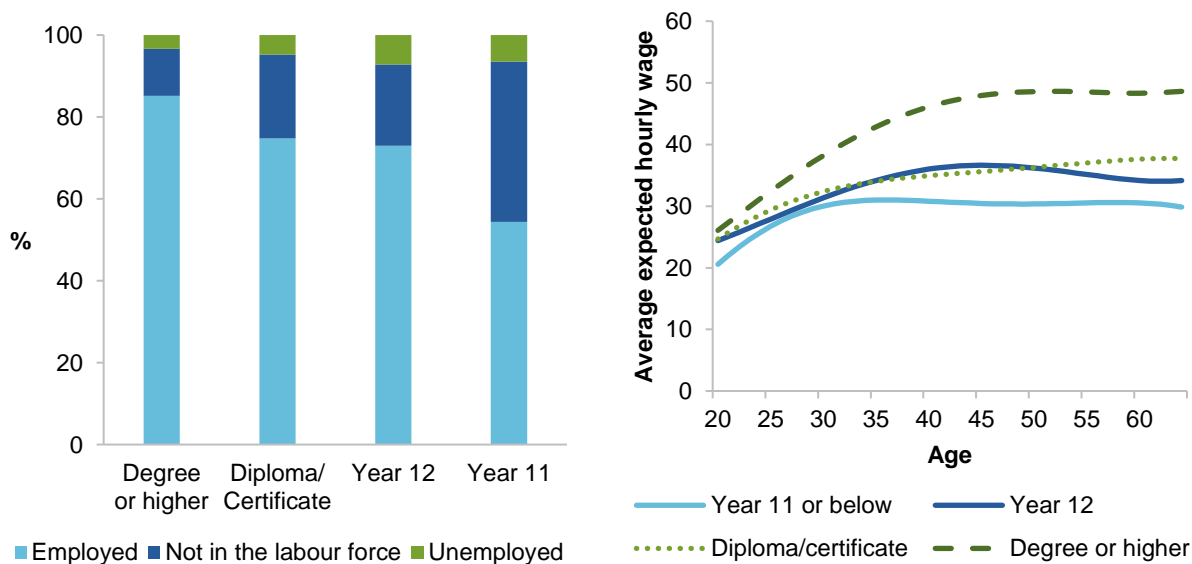 100
80
60
%
40
20
0
Degree or higher
Diploma/ Certificate
Year 12
Year 11
Employed
Not in the labour force
Unemployed
Average expected hourly wage
60
50
40
30
20
10
0
20 25 30 35 40 45 50 55 60
Age
Year 11 or below
Year 12
Diploma/certificate
Degree or higher